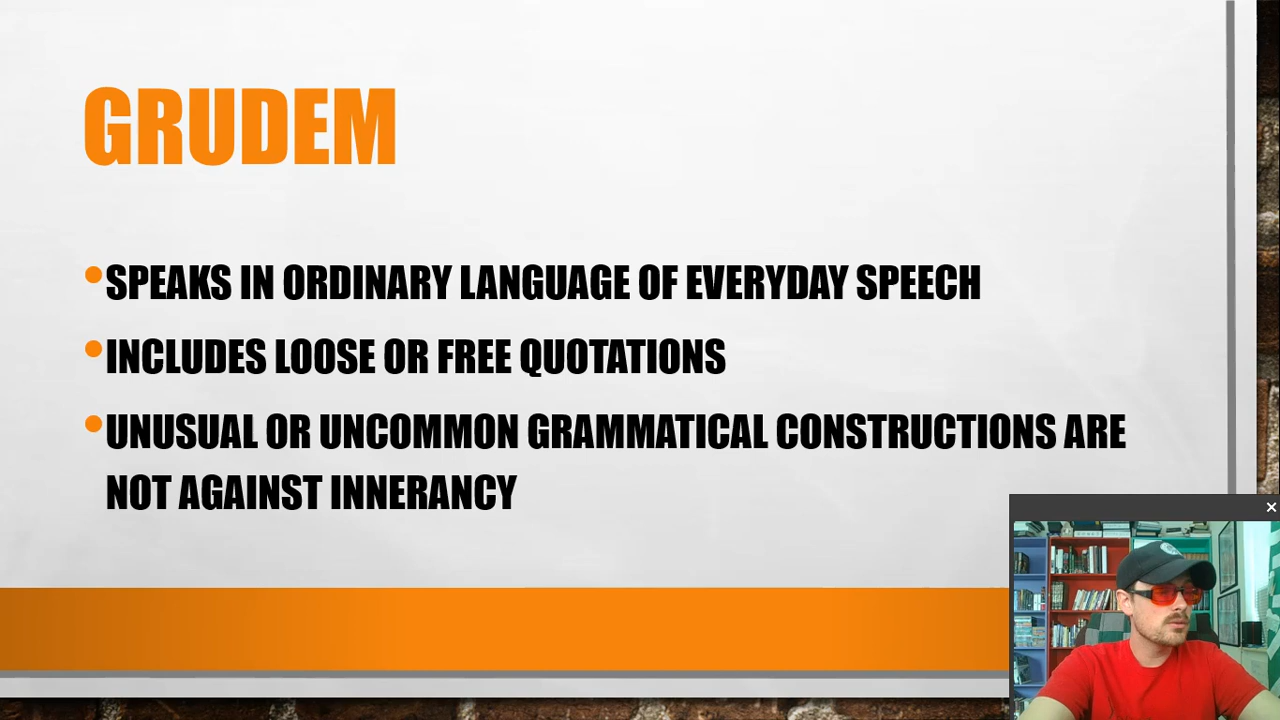 GRUDEM
•SPEAKS IN ORDINARY LANGUAGE OF EVERYDAY SPEECH
•INCLUDES LOOSE OR FREE QUOTATIONS
•UNUSUAL OR UNCOMMON GRAMMATICAL CONSTRUCTIONS ARE
NOT AGAINST INNERANCY